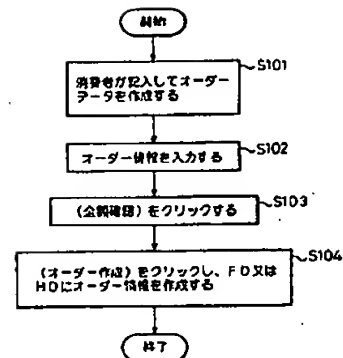 開始
消費者が記入してオーダー
データを作成する
S101
オーダー情報を入力する
S102
(金額確認)をクリックする
S103
(オーダー作成)をクリックし、FD又は
HDにオーダー情報を作成する
S104
終了